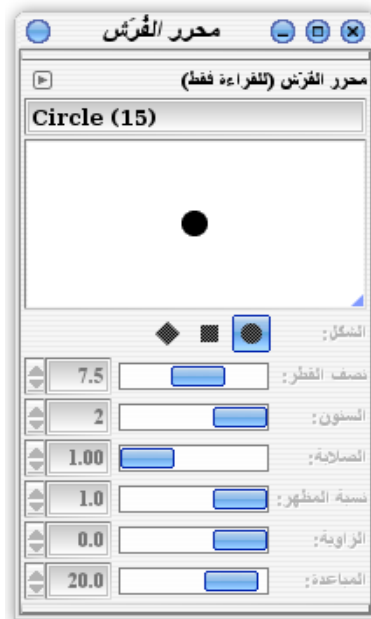 محرر الفُرَش
محرر الفُرَش (للقراءة فقط)
Circle (15)
الشكل:
نصف القطر: 7.5
السنون: 2
الصلابة: 1.00
نسبة المظهر: 1.0
الزاوية: 0.0
المباعدة: 20.0